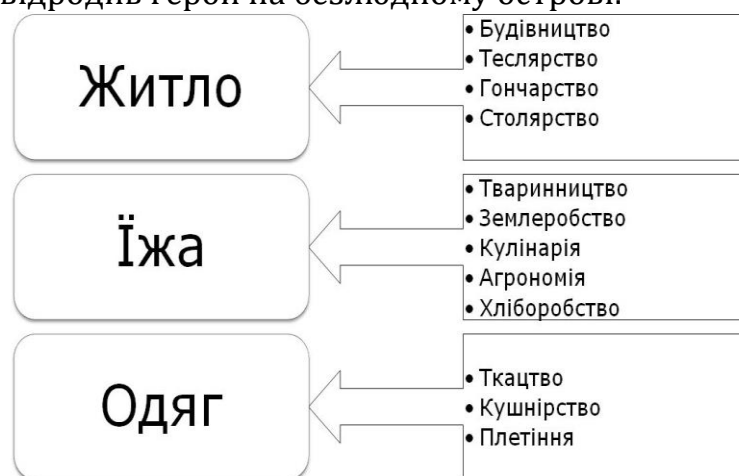 відродив герой на безлюдному острові.
Житло
• Будівництво
• Теслярство
• Гончарство
• Столярство
Їжа
• Тваринництво
• Землеробство
• Кулінарія
• Агрономія
• Хліборобство
Одяг
• Ткацтво
• Кушнірство
• Плетіння